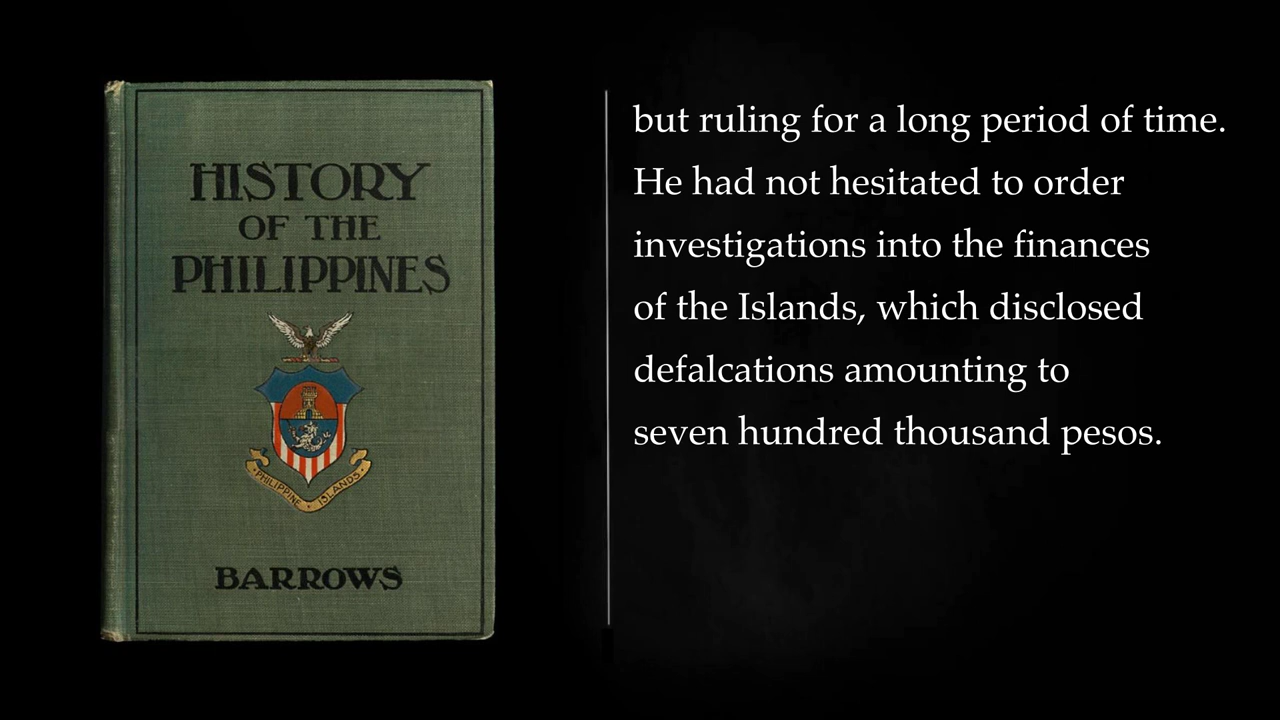 HISTORY
OF THE
PHILIPPINES
PHILIPPINE ISLANDS
BARROWS
but ruling for a long period of time.
He had not hesitated to order
investigations into the finances
of the Islands, which disclosed
defalcations amounting to
seven hundred thousand pesos.